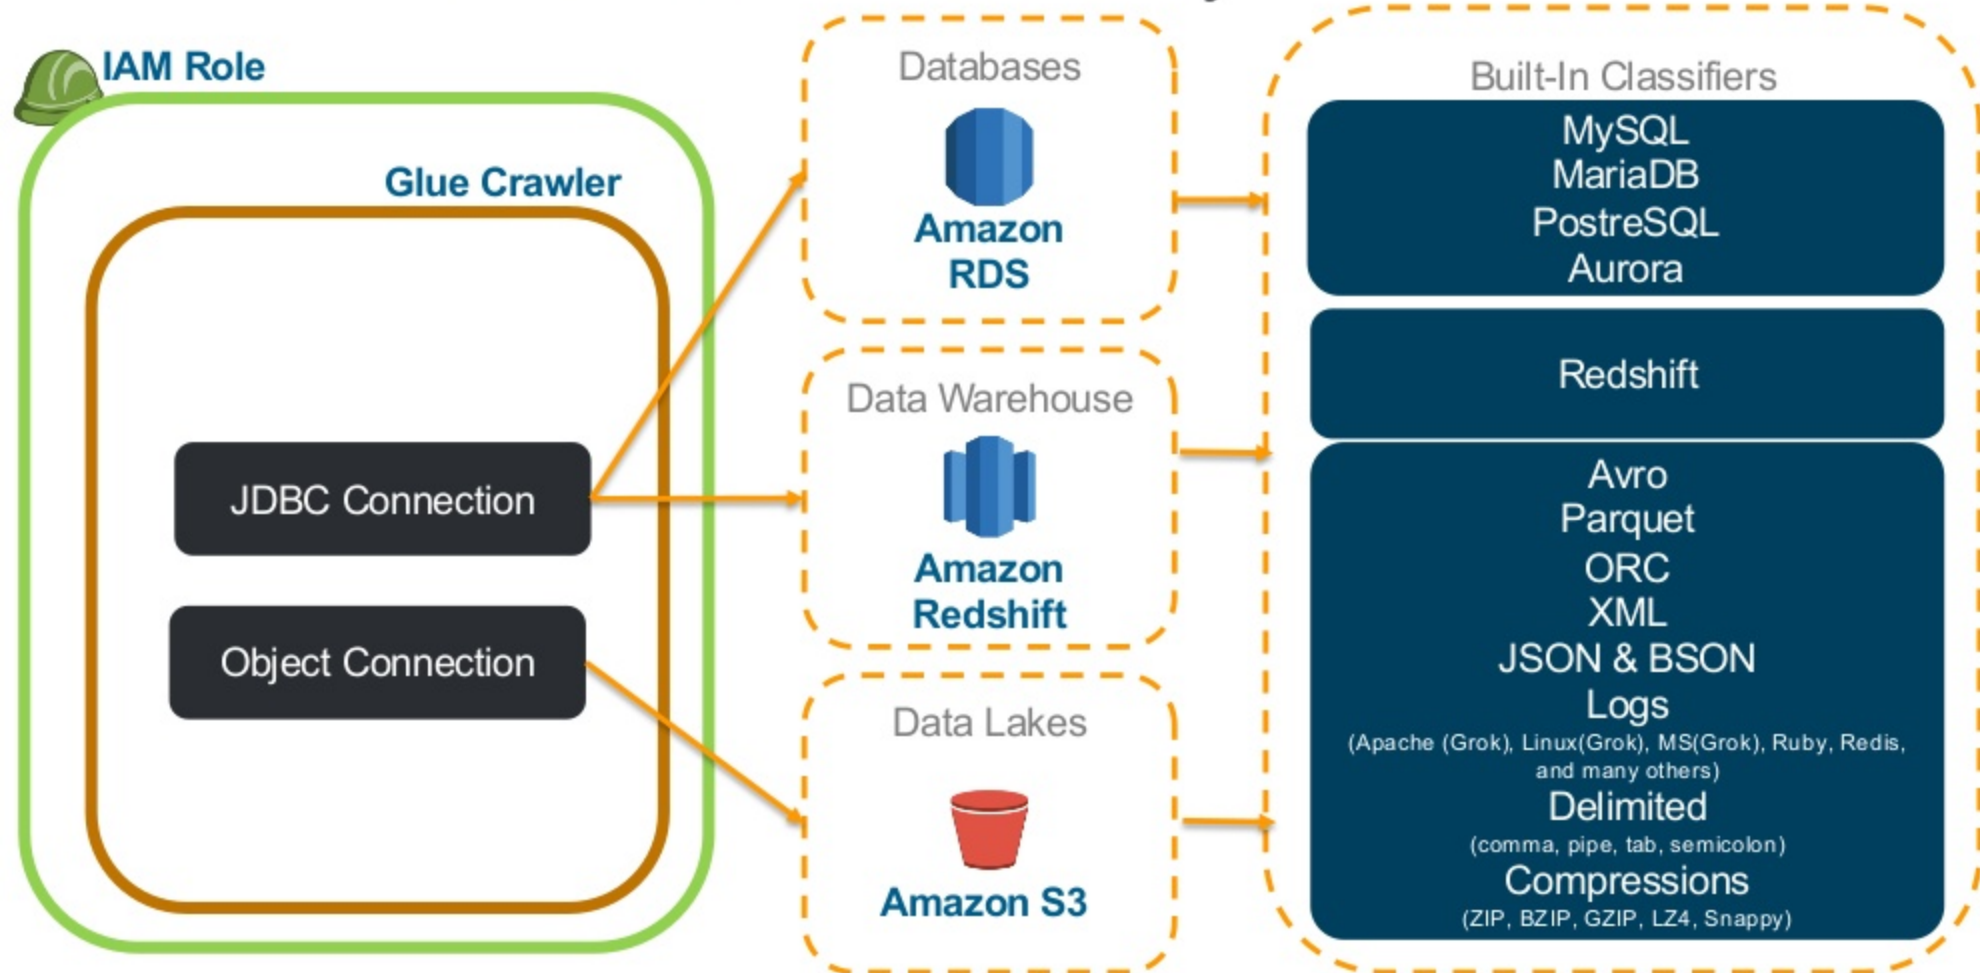 IAM Role
Glue Crawler
JDBC Connection
Object Connection
Databases
Amazon
RDS
Data Warehouse
Amazon
Redshift
Data Lakes
Amazon S3
Built-In Classifiers
MySQL
MariaDB
PostreSQL
Aurora
Redshift
Avro
Parquet
ORC
XML
JSON & BSON
Logs
(Apache (Grok), Linux(Grok), MS(Grok), Ruby, Redis,
and many others)
Delimited
(comma, pipe, tab, semicolon)
Compressions
(ZIP, BZIP, GZIP, LZ4, Snappy)